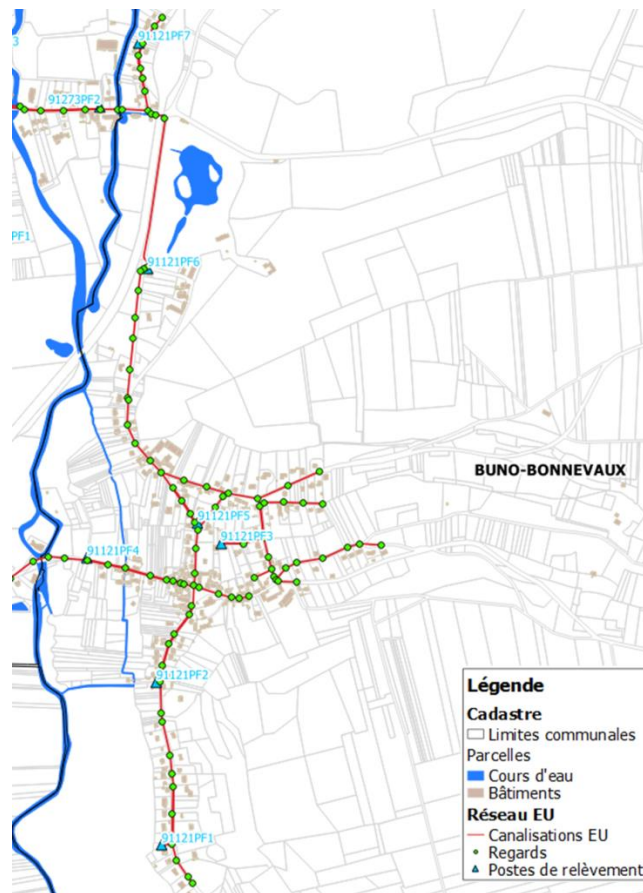 91121PF7
3
91273PF2
PF1
91121PF6
BUNO-BONNEVAUX
91121PF5
91121PF3
91121PF4
91121PF2
91121PF1
Légende
Cadastre
Limites communales
Parcelles
Cours d'eau
Bâtiments
Réseau EU
Canalisations EU
Regards
Postes de relèvement